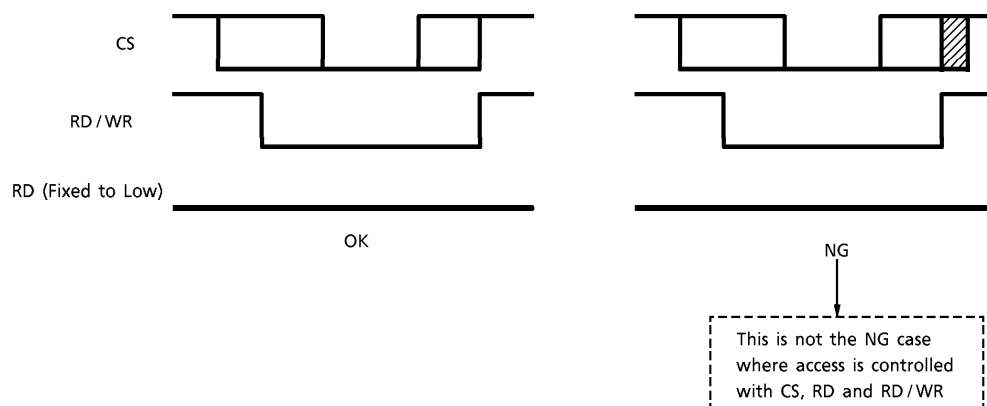 CS
RD / WR
RD (Fixed to Low)
OK
NG
This is not the NG case
where access is controlled
with CS, RD and RD / WR